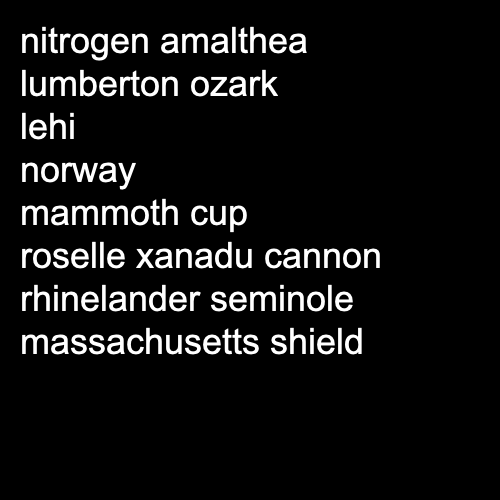 nitrogen amalthea
lumberton ozark
lehi
norway
mammoth cup
roselle xanadu cannon
rhinelander seminole
massachusetts shield